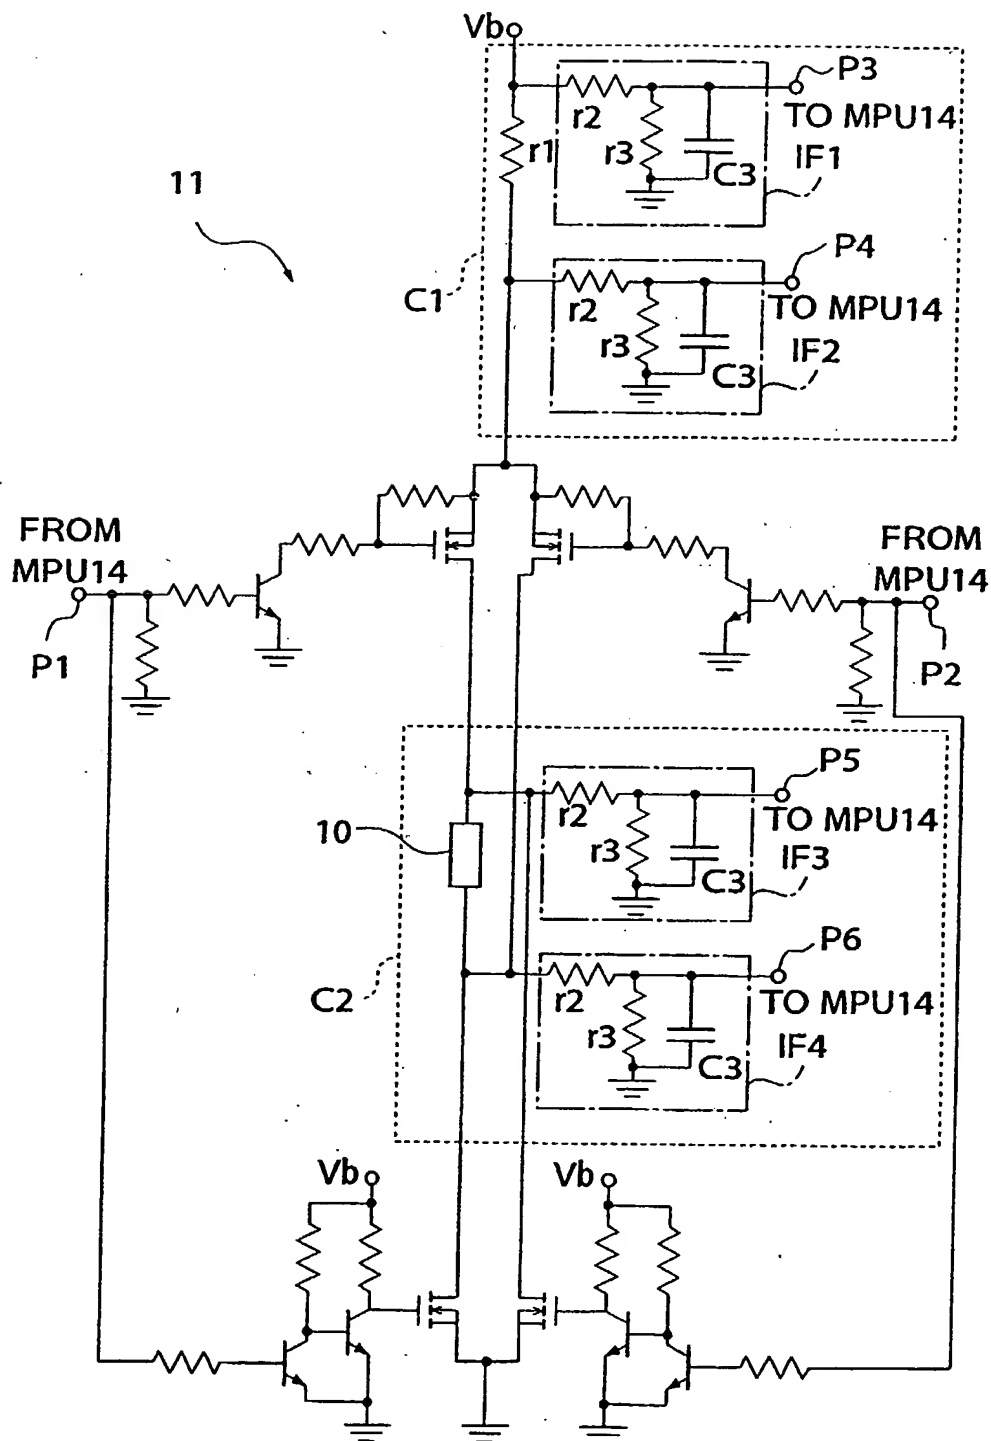 Vb
P3
TO MPU14
r2
r1
r3
C3
IF1
11
P4
C1
TO MPU14
r2
r3
C3
IF2
FROM
MPU14
P1
FROM
MPU14
P2
P5
10
r2
TO MPU14
r3
C3
IF3
P6
C2
r2
TO MPU14
r3
C3
IF4
Vb
Vb